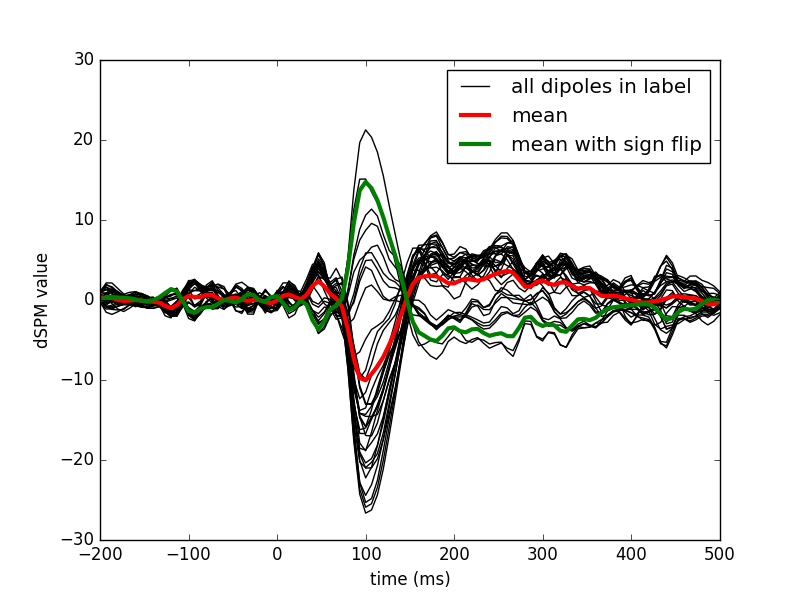 30
20
10
0
−10
−20
−30
dSPM value
all dipoles in label
mean
mean with sign flip
−200 −100 0 100 200 300 400 500
time (ms)